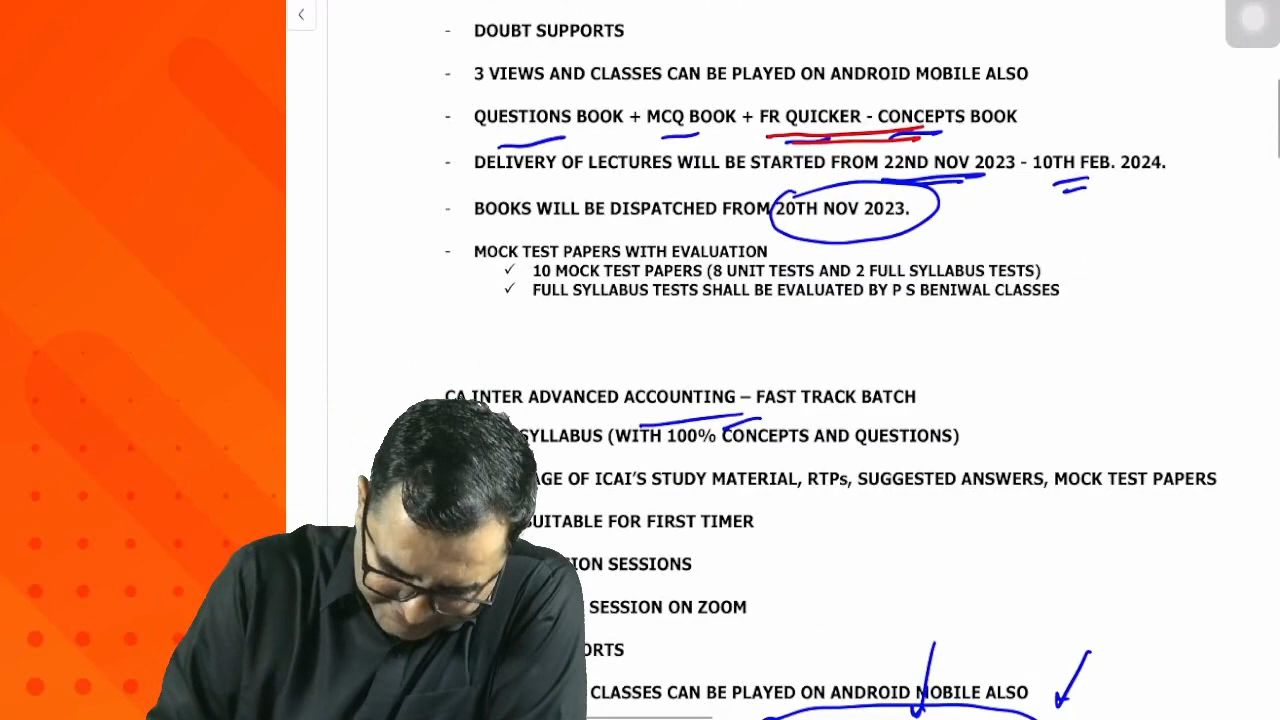 - DOUBT SUPPORTS
- 3 VIEWS AND CLASSES CAN BE PLAYED ON ANDROID MOBILE ALSO
- QUESTIONS BOOK + MCQ BOOK + FR QUICKER - CONCEPTS BOOK
- DELIVERY OF LECTURES WILL BE STARTED FROM 22ND NOV 2023 - 10TH FEB. 2024.
- BOOKS WILL BE DISPATCHED FROM 20TH NOV 2023.
- MOCK TEST PAPERS WITH EVALUATION
✓ 10 MOCK TEST PAPERS (8 UNIT TESTS AND 2 FULL SYLLABUS TESTS)
✓ FULL SYLLABUS TESTS SHALL BE EVALUATED BY P S BENIWAL CLASSES
CA INTER ADVANCED ACCOUNTING – FAST TRACK BATCH
SYLLABUS (WITH 100% CONCEPTS AND QUESTIONS)
OF ICAI'S STUDY MATERIAL, RTPs, SUGGESTED ANSWERS, MOCK TEST PAPERS
SUITABLE FOR FIRST TIMER
SESSIONS
SESSION ON ZOOM
CLASSES CAN BE PLAYED ON ANDROID MOBILE ALSO